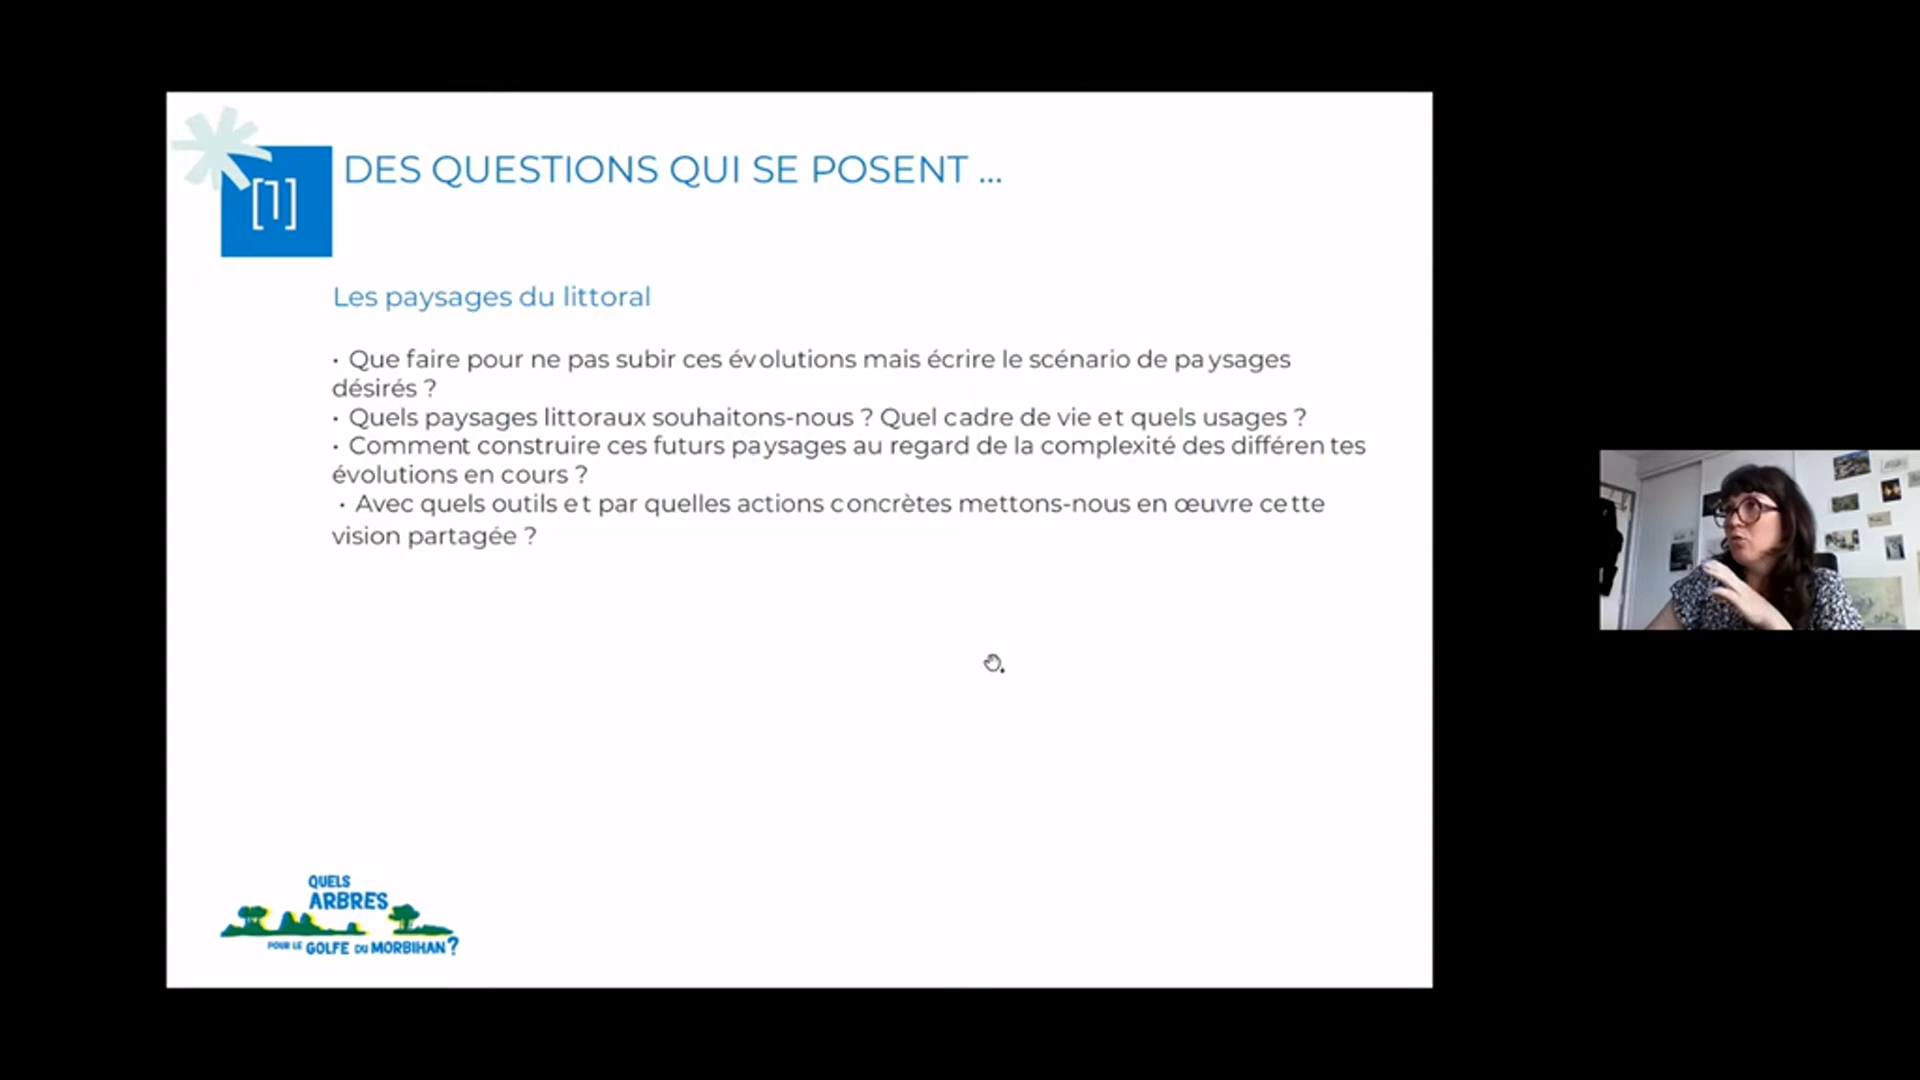 [1]
DES QUESTIONS QUI SE POSENT ...
Les paysages du littoral
• Que faire pour ne pas subir ces évolutions mais écrire le scénario de paysages
désirés ?
• Quels paysages littoraux souhaitons-nous ? Quel cadre de vie et quels usages ?
• Comment construire ces futurs paysages au regard de la complexité des différentes
évolutions en cours ?
• Avec quels outils et par quelles actions concrètes mettons-nous en œuvre cette
vision partagée ?
QUELS
ARBRES
POUR LE GOLFE DU MORBIHAN ?